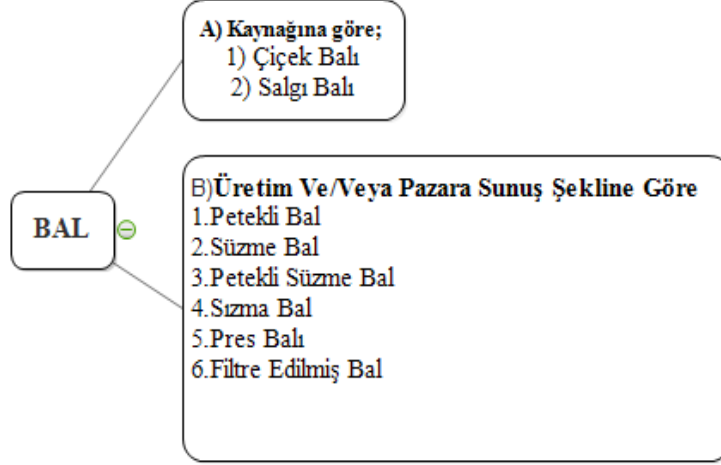 A) Kaynağına göre;
1) Çiçek Balı
2) Salgı Balı
BAL
B)Üretim Ve/Veya Pazara Sunuş Şekline Göre
1.Petekli Bal
2.Süzme Bal
3.Petekli Süzme Bal
4.Sızma Bal
5.Pres Balı
6.Filtre Edilmiş Bal